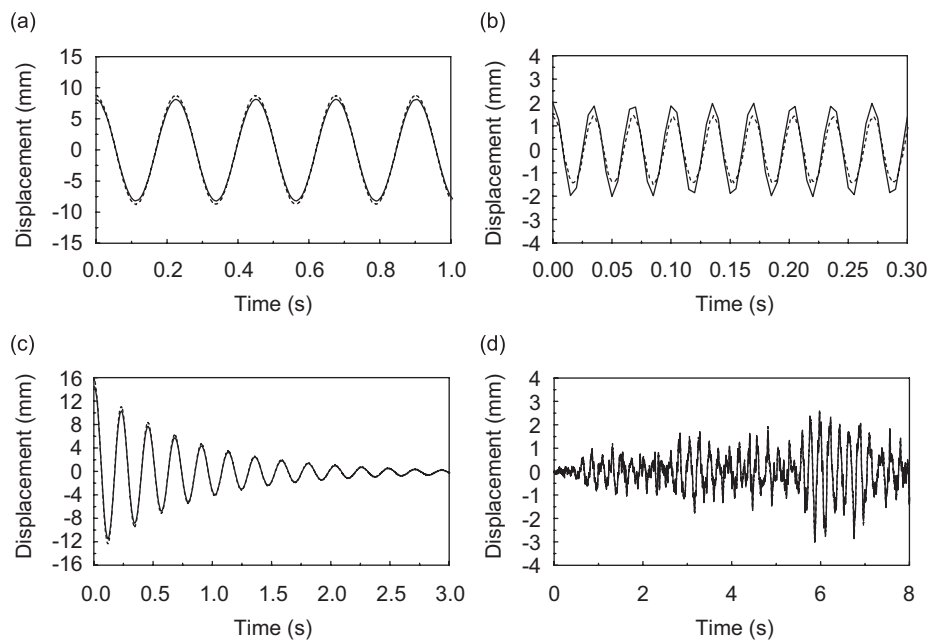 (a)
15
10
5
0
-5
-10
-15
Displacement (mm)
0.0 0.2 0.4 0.6 0.8 1.0
Time (s)
(b)
4
3
2
1
0
-1
-2
-3
-4
Displacement (mm)
0.00 0.05 0.10 0.15 0.20 0.25 0.30
Time (s)
(c)
16
12
8
4
0
-4
-8
-12
-16
Displacement (mm)
0.0 0.5 1.0 1.5 2.0 2.5 3.0
Time (s)
(d)
4
3
2
1
0
-1
-2
-3
-4
Displacement (mm)
0 2 4 6 8
Time (s)